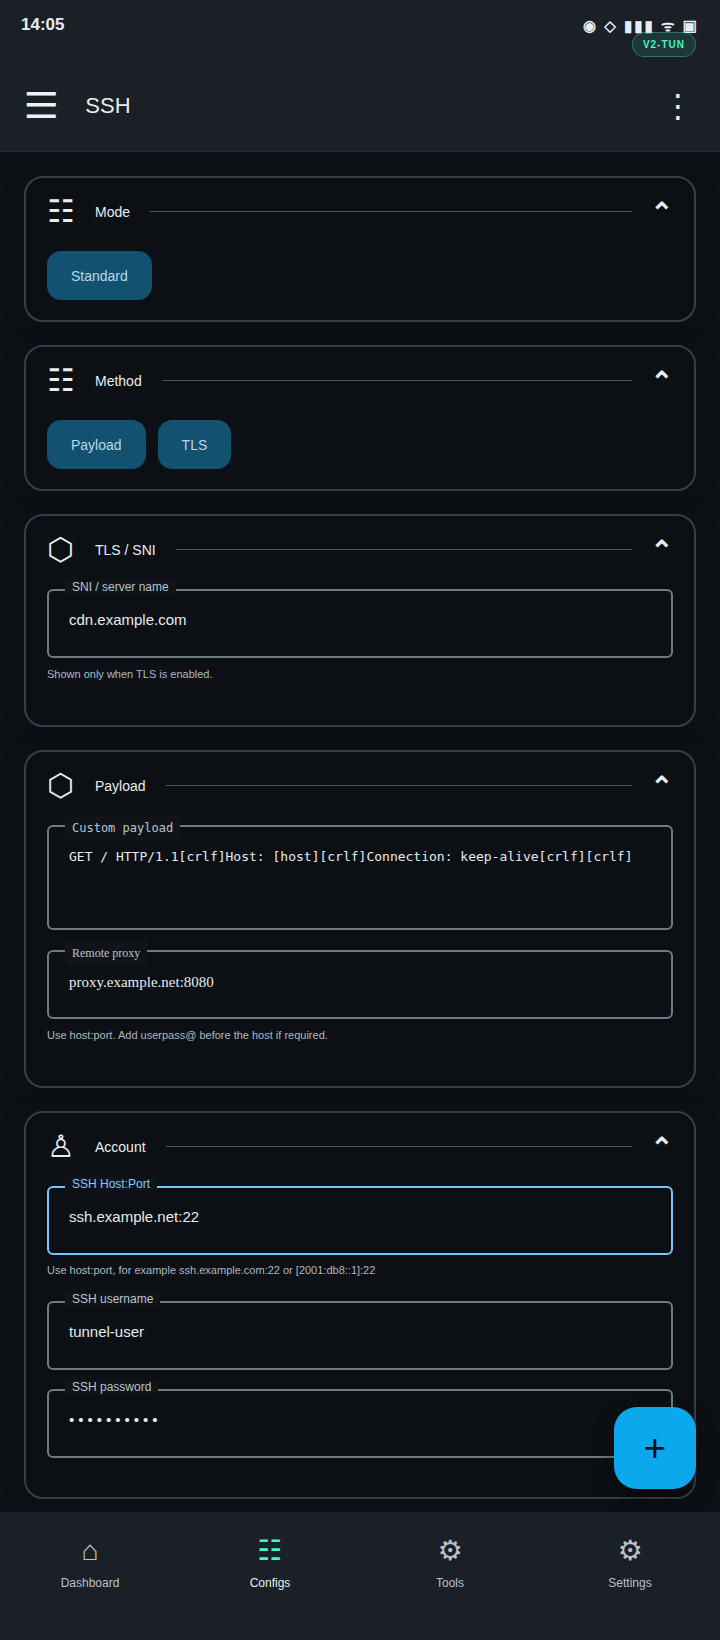 14:05
V2-TUN
SSH
Mode
Standard
Method
Payload TLS
TLS / SNI
SNI / server name
cdn.example.com
Shown only when TLS is enabled.
Payload
Custom payload
GET / HTTP/1.1[crlf]Host: [host][crlf]Connection: keep-alive[crlf][crlf]
Remote proxy
proxy.example.net:8080
Use host:port. Add userpass@ before the host if required.
Account
SSH Host:Port
ssh.example.net:22
Use host:port, for example ssh.example.com:22 or [2001:db8::1]:22
SSH username
tunnel-user
SSH password
••••••••••
+
Dashboard Configs Tools Settings